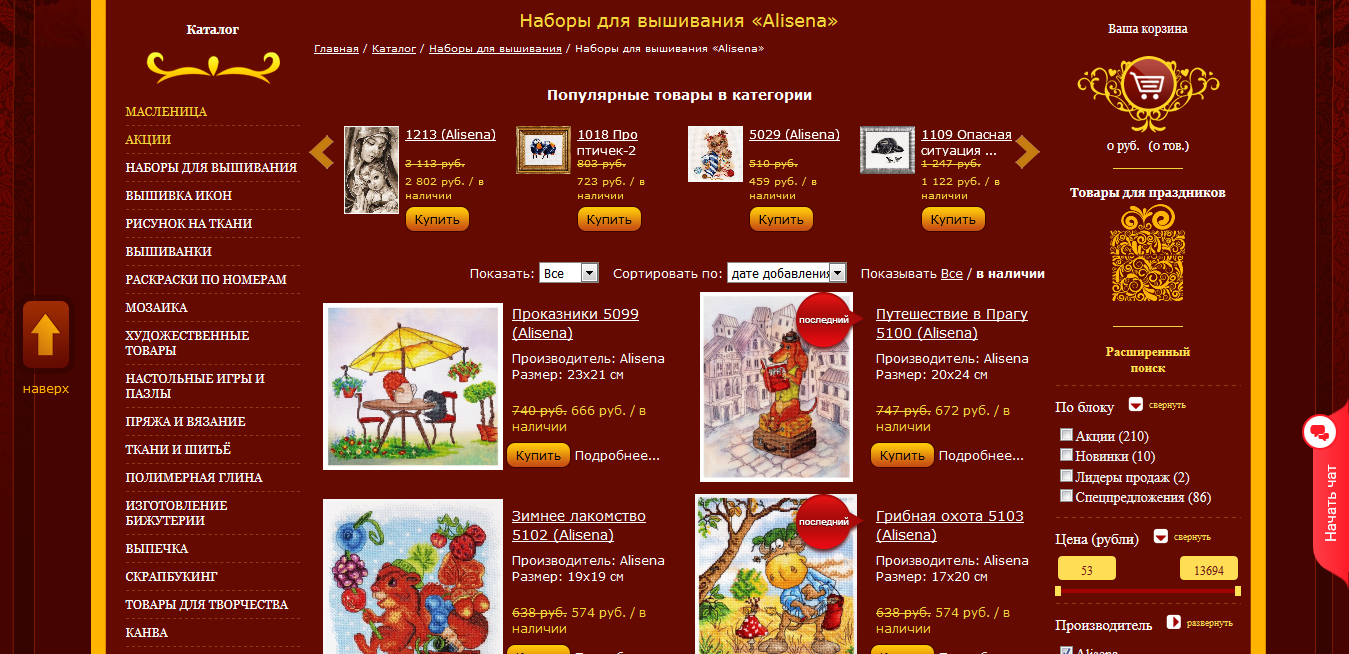 Каталог
МАСЛЕНИЦА
АКЦИИ
НАБОРЫ ДЛЯ ВЫШИВАНИЯ
ВЫШИВКА ИКОН
РИСУНОК НА ТКАНИ
ВЫШИВАНКИ
РАСКРАСКИ ПО НОМЕРАМ
МОЗАИКА
ХУДОЖЕСТВЕННЫЕ
ТОВАРЫ
НАСТОЛЬНЫЕ ИГРЫ И
ПАЗЛЫ
ПРЯЖА И ВЯЗАНИЕ
ТКАНИ И ШИТЬЁ
ПОЛИМЕРНАЯ ГЛИНА
ИЗГОТОВЛЕНИЕ
БИЖУТЕРИИ
ВЫПЕЧКА
СКРАПБУКИНГ
ТОВАРЫ ДЛЯ ТВОРЧЕСТВА
КАНВА
наверх
Наборы для вышивания «Alisena»
Главная / Каталог / Наборы для вышивания / Наборы для вышивания «Alisena»
Популярные товары в категории
1213 (Alisena)
3 113 руб.
2 802 руб. / в
наличии
Купить
1018 Про
птичек-2
803 руб.
723 руб. / в
наличии
Купить
5029 (Alisena)
510 руб.
459 руб. / в
наличии
Купить
1109 Опасная
ситуация ...
1 247 руб.
1 122 руб. / в
наличии
Купить
Показать: Все Сортировать по: дате добавления Показывать Все / в наличии
Проказники 5099
(Alisena)
Производитель: Alisena
Размер: 23x21 см
740 руб. 666 руб. / в
наличии
Купить Подробнее...
последний
Путешествие в Прагу
5100 (Alisena)
Производитель: Alisena
Размер: 20x24 см
747 руб. 672 руб. / в
наличии
Купить Подробнее...
Зимнее лакомство
5102 (Alisena)
Производитель: Alisena
Размер: 19x19 см
638 руб. 574 руб. / в
наличии
последний
Грибная охота 5103
(Alisena)
Производитель: Alisena
Размер: 17x20 см
638 руб. 574 руб. / в
наличии
Ваша корзина
0 руб. (0 тов.)
Товары для праздников
Расширенный
поиск
По блоку свернуть
Акции (210)
Новинки (10)
Лидеры продаж (2)
Спецпредложения (86)
Цена (рубли) свернуть
53 13694
Производитель развернуть
Alisena
Начать чат